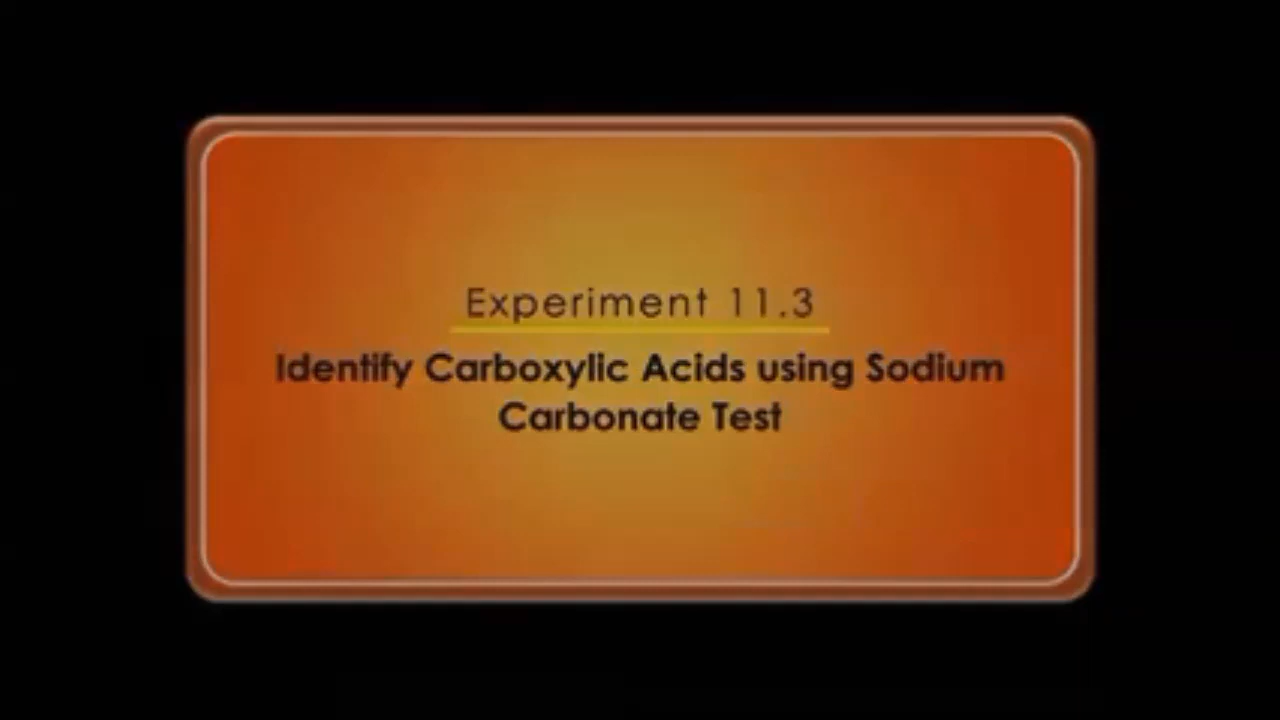 Experiment 11.3
Identify Carboxylic Acids using Sodium
Carbonate Test